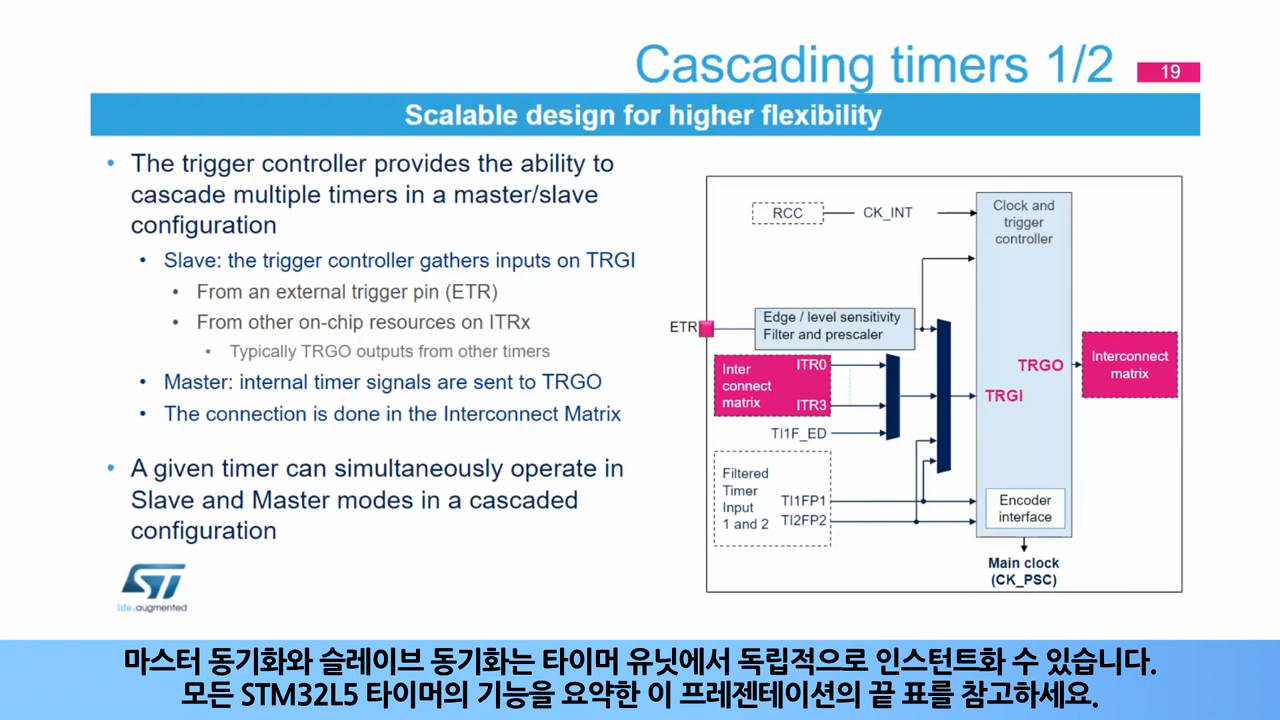 Cascading timers 1/2
19
Scalable design for higher flexibility
• The trigger controller provides the ability to
cascade multiple timers in a master/slave
configuration
• Slave: the trigger controller gathers inputs on TRGI
• From an external trigger pin (ETR)
• From other on-chip resources on ITRx
• Typically TRGO outputs from other timers
• Master: internal timer signals are sent to TRGO
• The connection is done in the Interconnect Matrix
• A given timer can simultaneously operate in
Slave and Master modes in a cascaded
configuration
RCC
CK_INT
Clock and
trigger
controller
ETR
Edge / level sensitivity
Filter and prescaler
Inter
connect
matrix
ITR0
ITR3
TI1F_ED
TRGO
TRGI
Interconnect
matrix
Filtered
Timer
Input
1 and 2
TI1FP1
TI2FP2
Encoder
interface
Main clock
(CK_PSC)
ST
life.augmented
마스터 동기화와 슬레이브 동기화는 타이머 유닛에서 독립적으로 인스턴트화 수 있습니다.
모든 STM32L5 타이머의 기능을 요약한 이 프레젠테이션의 끝 표를 참고하세요.